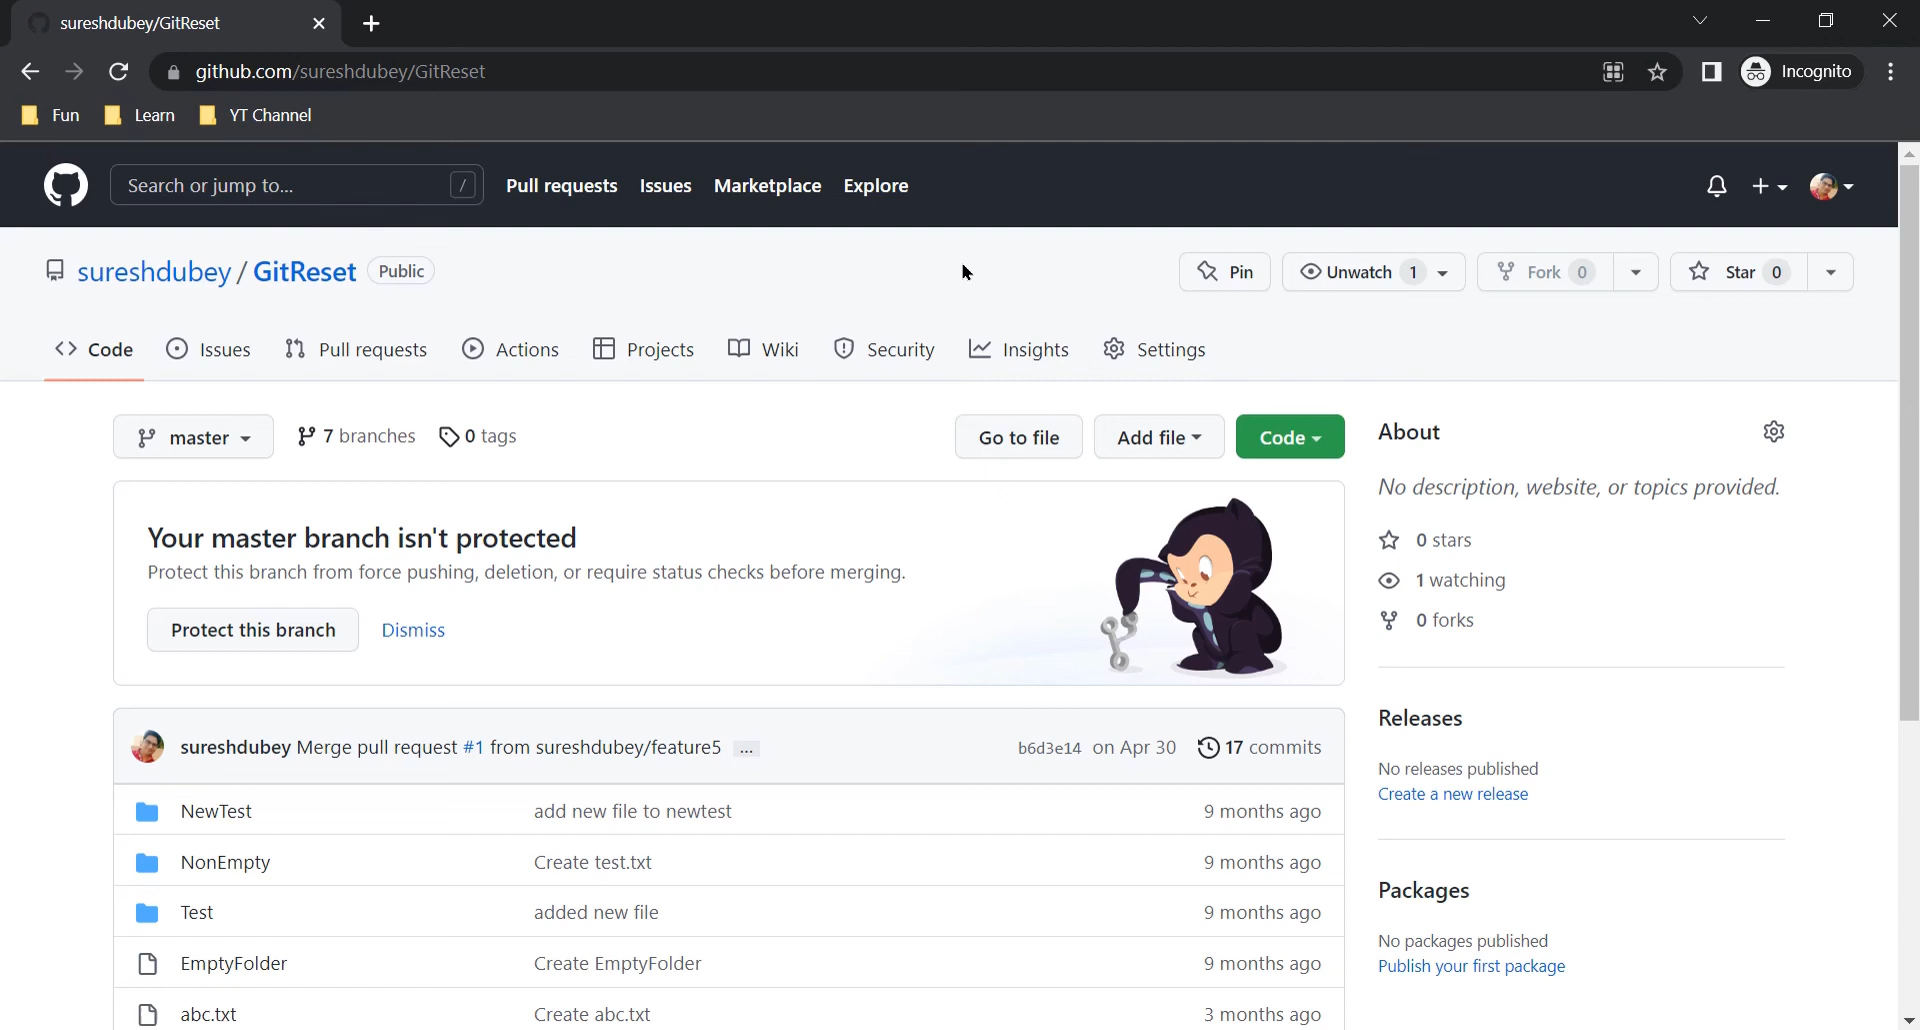 sureshdubey/GitReset
github.com/sureshdubey/GitReset
Incognito
Fun Learn YT Channel
Search or jump to... / Pull requests Issues Marketplace Explore
sureshdubey / GitReset Public Pin Unwatch 1 Fork 0 Star 0
Code Issues Pull requests Actions Projects Wiki Security Insights Settings
master 7 branches 0 tags Go to file Add file Code
Your master branch isn't protected
Protect this branch from force pushing, deletion, or require status checks before merging.
Protect this branch Dismiss
sureshdubey Merge pull request #1 from sureshdubey/feature5 ... b6d3e14 on Apr 30 17 commits
NewTest add new file to newtest 9 months ago
NonEmpty Create test.txt 9 months ago
Test added new file 9 months ago
EmptyFolder Create EmptyFolder 9 months ago
abc.txt Create abc.txt 3 months ago
About
No description, website, or topics provided.
0 stars
1 watching
0 forks
Releases
No releases published
Create a new release
Packages
No packages published
Publish your first package